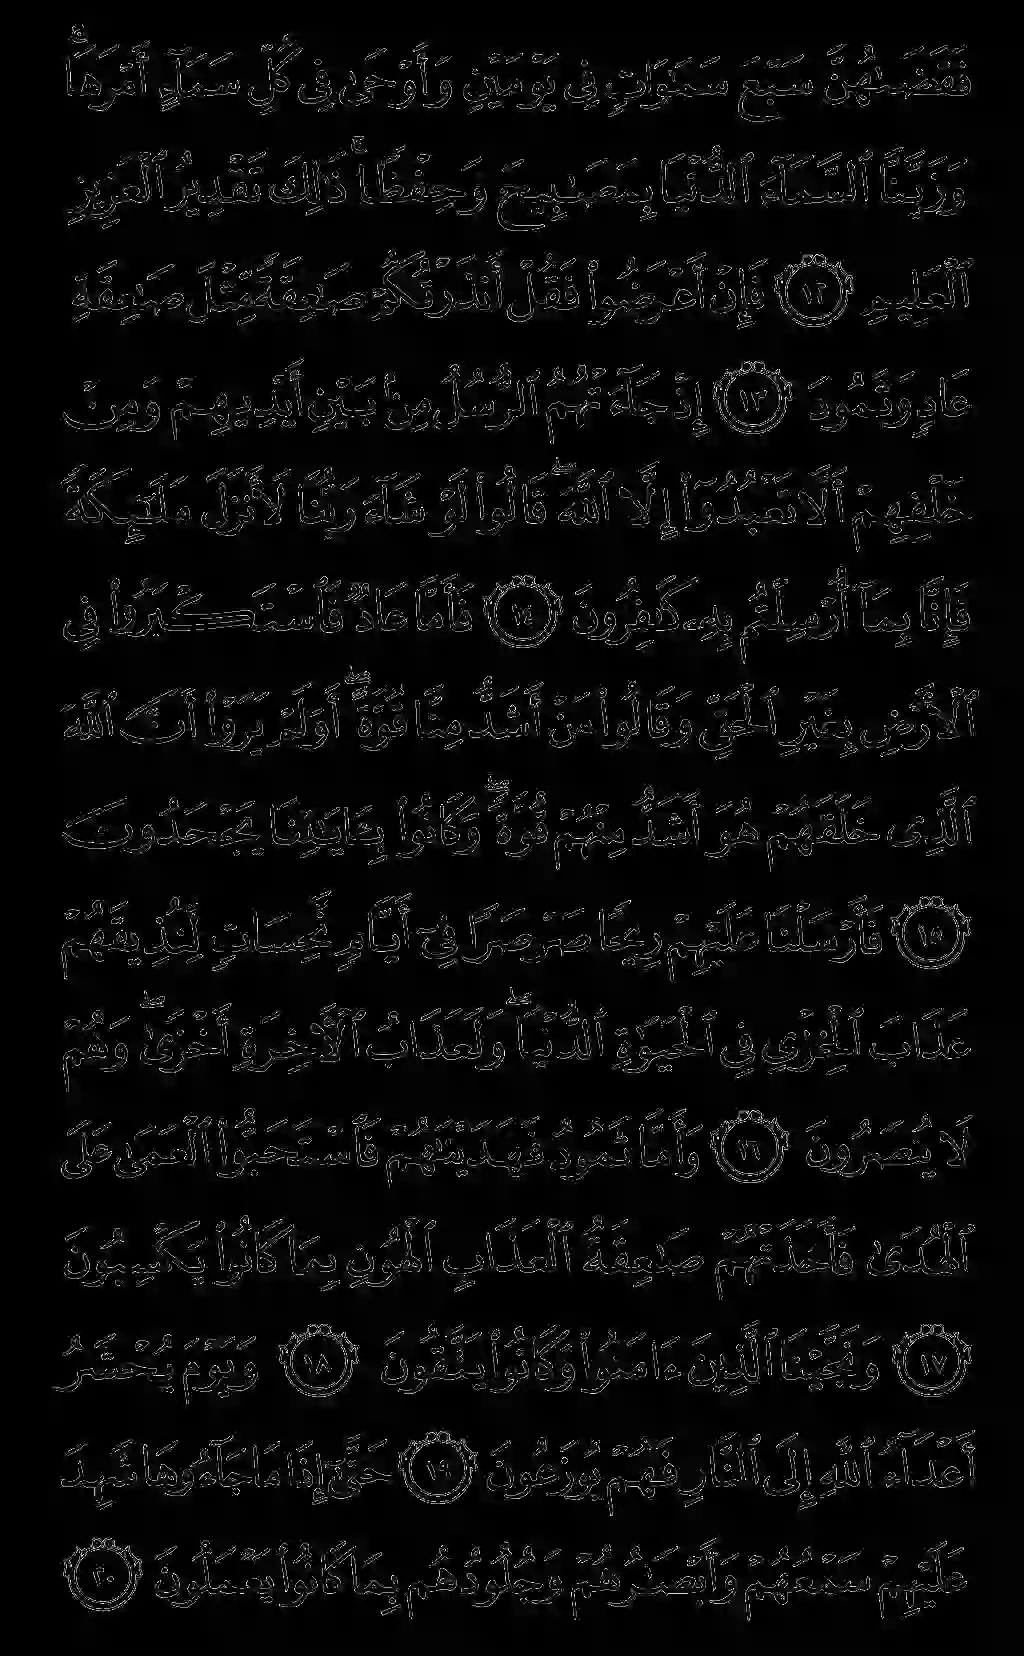 فَقَضَىٰهُنَّ سَبْعَ سَمَٰوَاتٍ فِى يَوْمَيْنِ وَأَوْحَىٰ فِى كُلِّ سَمَآءٍ أَمْرَهَا ۚ
وَزَيَّنَّا ٱلسَّمَآءَ ٱلدُّنْيَا بِمَصَٰبِيحَ وَحِفْظًا ۚ ذَٰلِكَ تَقْدِيرُ ٱلْعَزِيزِ
ٱلْعَلِيمِ ١٢ فَإِنْ أَعْرَضُوا۟ فَقُلْ أَنذَرْتُكُمْ صَٰعِقَةً مِّثْلَ صَٰعِقَةِ
عَادٍ وَثَمُودَ ١٣ إِذْ جَآءَتْهُمُ ٱلرُّسُلُ مِنۢ بَيْنِ أَيْدِيهِمْ وَمِنْ
خَلْفِهِمْ أَلَّا تَعْبُدُوٓا۟ إِلَّا ٱللَّهَ ۖ قَالُوا۟ لَوْ شَآءَ رَبُّنَا لَأَنزَلَ مَلَٰٓئِكَةً
فَإِنَّا بِمَآ أُرْسِلْتُم بِهِۦ كَٰفِرُونَ ١٤ فَأَمَّا عَادٌ فَٱسْتَكْبَرُوا۟ فِى
ٱلْأَرْضِ بِغَيْرِ ٱلْحَقِّ وَقَالُوا۟ مَنْ أَشَدُّ مِنَّا قُوَّةً ۖ أَوَلَمْ يَرَوْا۟ أَنَّ ٱللَّهَ
ٱلَّذِى خَلَقَهُمْ هُوَ أَشَدُّ مِنْهُمْ قُوَّةً ۖ وَكَانُوا۟ بِـَٔايَٰتِنَا يَجْحَدُونَ
١٥ فَأَرْسَلْنَا عَلَيْهِمْ رِيحًا صَرْصَرًا فِىٓ أَيَّامٍ نَّحِسَاتٍ لِّنُذِيقَهُمْ
عَذَابَ ٱلْخِزْىِ فِى ٱلْحَيَوٰةِ ٱلدُّنْيَا ۖ وَلَعَذَابُ ٱلْءَاخِرَةِ أَخْزَىٰ ۖ وَهُمْ
لَا يُنصَرُونَ ١٦ وَأَمَّا ثَمُودُ فَهَدَيْنَٰهُمْ فَٱسْتَحَبُّوا۟ ٱلْعَمَىٰ عَلَى
ٱلْهُدَىٰ فَأَخَذَتْهُمْ صَٰعِقَةُ ٱلْعَذَابِ ٱلْهُونِ بِمَا كَانُوا۟ يَكْسِبُونَ
١٧ وَنَجَّيْنَا ٱلَّذِينَ ءَامَنُوا۟ وَكَانُوا۟ يَتَّقُونَ ١٨ وَيَوْمَ يُحْشَرُ
أَعْدَآءُ ٱللَّهِ إِلَى ٱلنَّارِ فَهُمْ يُوزَعُونَ ١٩ حَتَّىٰٓ إِذَا مَا جَآءُوهَا شَهِدَ
عَلَيْهِمْ سَمْعُهُمْ وَأَبْصَٰرُهُمْ وَجُلُودُهُم بِمَا كَانُوا۟ يَعْمَلُونَ ٢٠